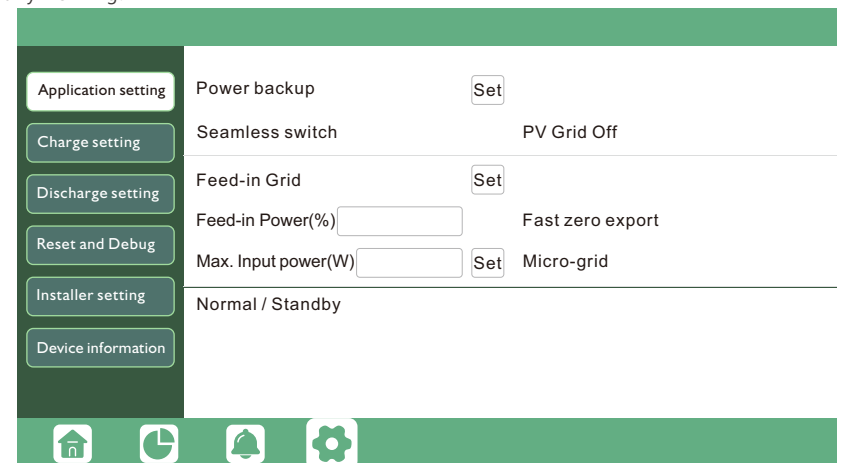 Application setting
Charge setting
Discharge setting
Reset and Debug
Installer setting
Device information
Power backup Set
Seamless switch PV Grid Off
Feed-in Grid Set
Feed-in Power(%) Fast zero export
Max. Input power(W) Set Micro-grid
Normal / Standby